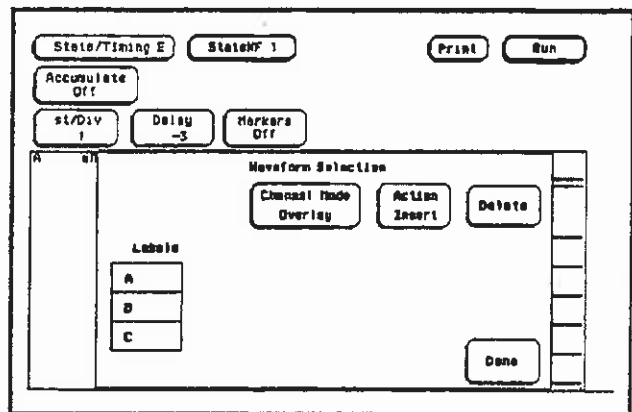 State/Timing E StateWF 1 Print Run
Accumulate
Off
st/Div Delay Markers
1 -3 Off
A all
Waveform Selection
Channel Mode Action Delete
Overlay Insert
Labels
A
B
C
Done